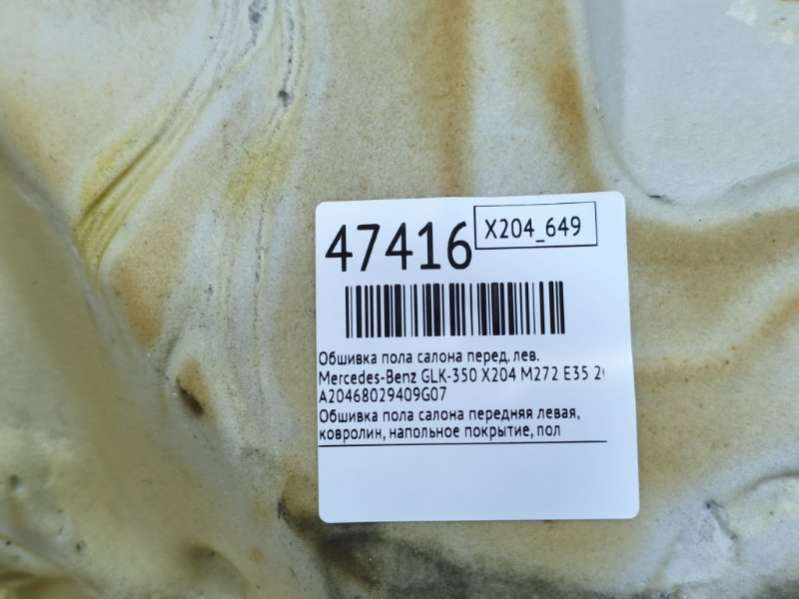 47416
X204_649
Обшивка пола салона перед. лев.
Mercedes-Benz GLK-350 X204 M272 E35
A20468029409G07
Обшивка пола салона передняя левая,
ковролин, напольное покрытие, пол